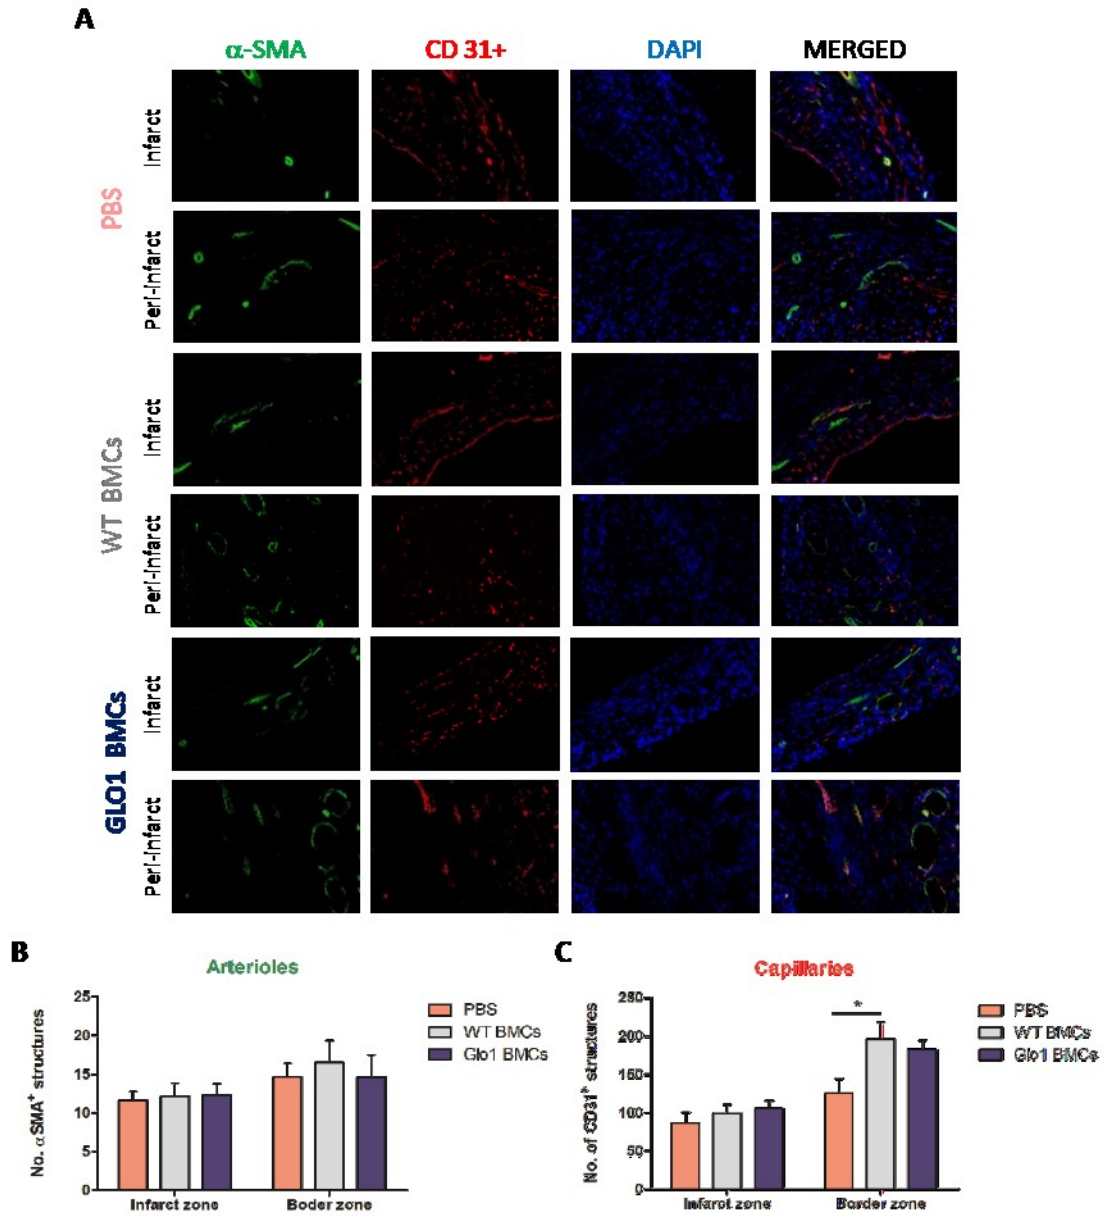 A
α-SMA CD 31+ DAPI MERGED
PBS
Infarct
Peri-Infarct
WT BMCs
Infarct
Peri-Infarct
GLO1 BMCs
Infarct
Peri-Infarct
B
Arterioles
No. αSMA⁺ structures
25
20
15
10
5
0
Infarct zone Boder zone
PBS
WT BMCs
Glo1 BMCs
C
Capillaries
No. of CD31⁺ structures
250
200
150
100
50
0
*
Infarct zone Border zone
PBS
WT BMCs
Glo1 BMCs